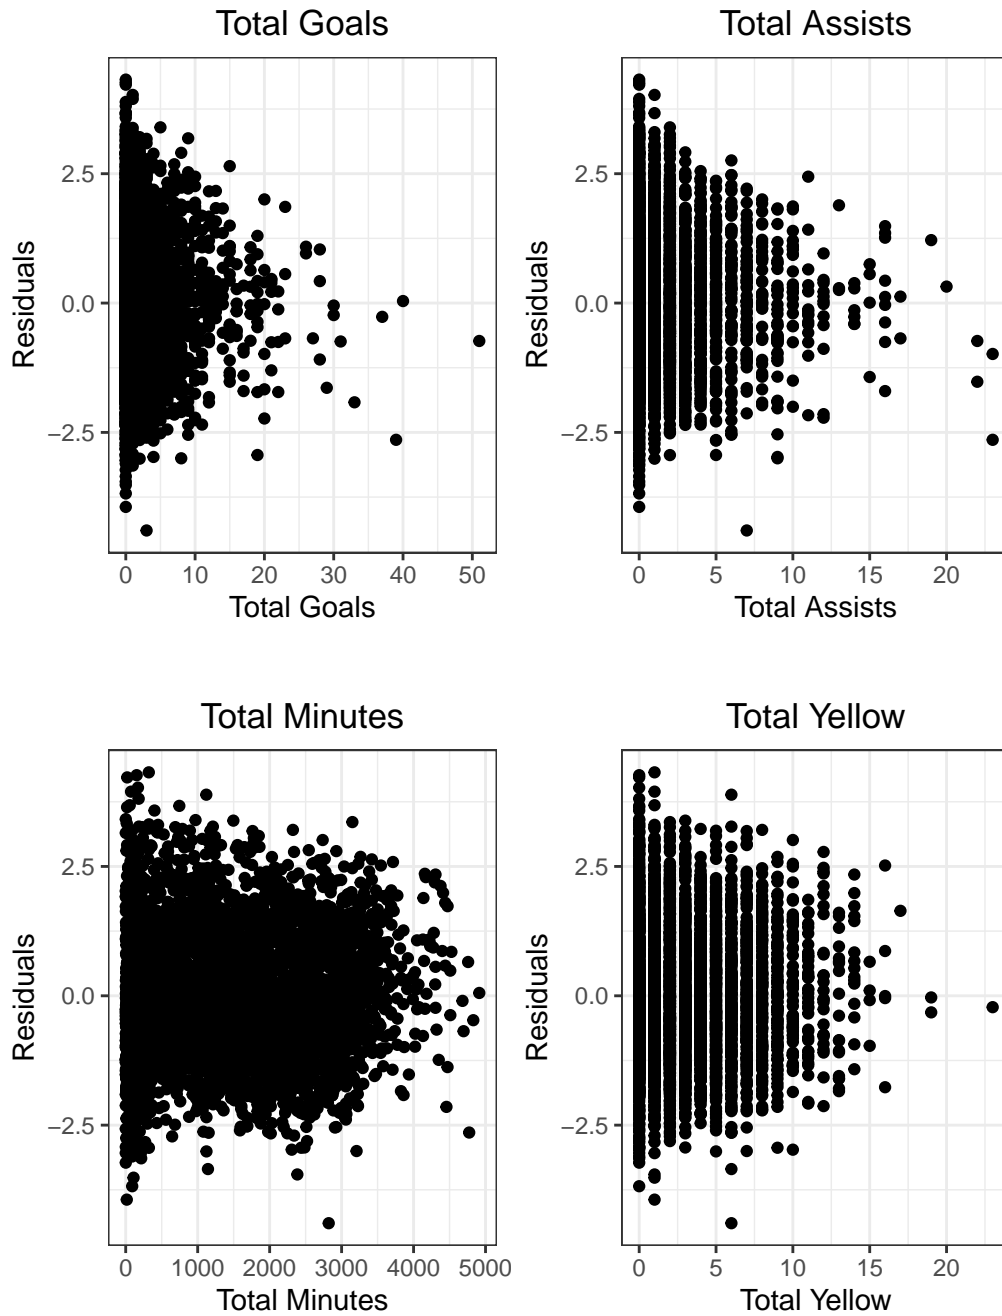 Total Goals
Total Assists
Residuals
2.5
0.0
−2.5
0 10 20 30 40 50
Total Goals
Residuals
2.5
0.0
−2.5
0 5 10 15 20
Total Assists
Total Minutes
Total Yellow
Residuals
2.5
0.0
−2.5
0 1000 2000 3000 4000 5000
Total Minutes
Residuals
2.5
0.0
−2.5
0 5 10 15 20
Total Yellow